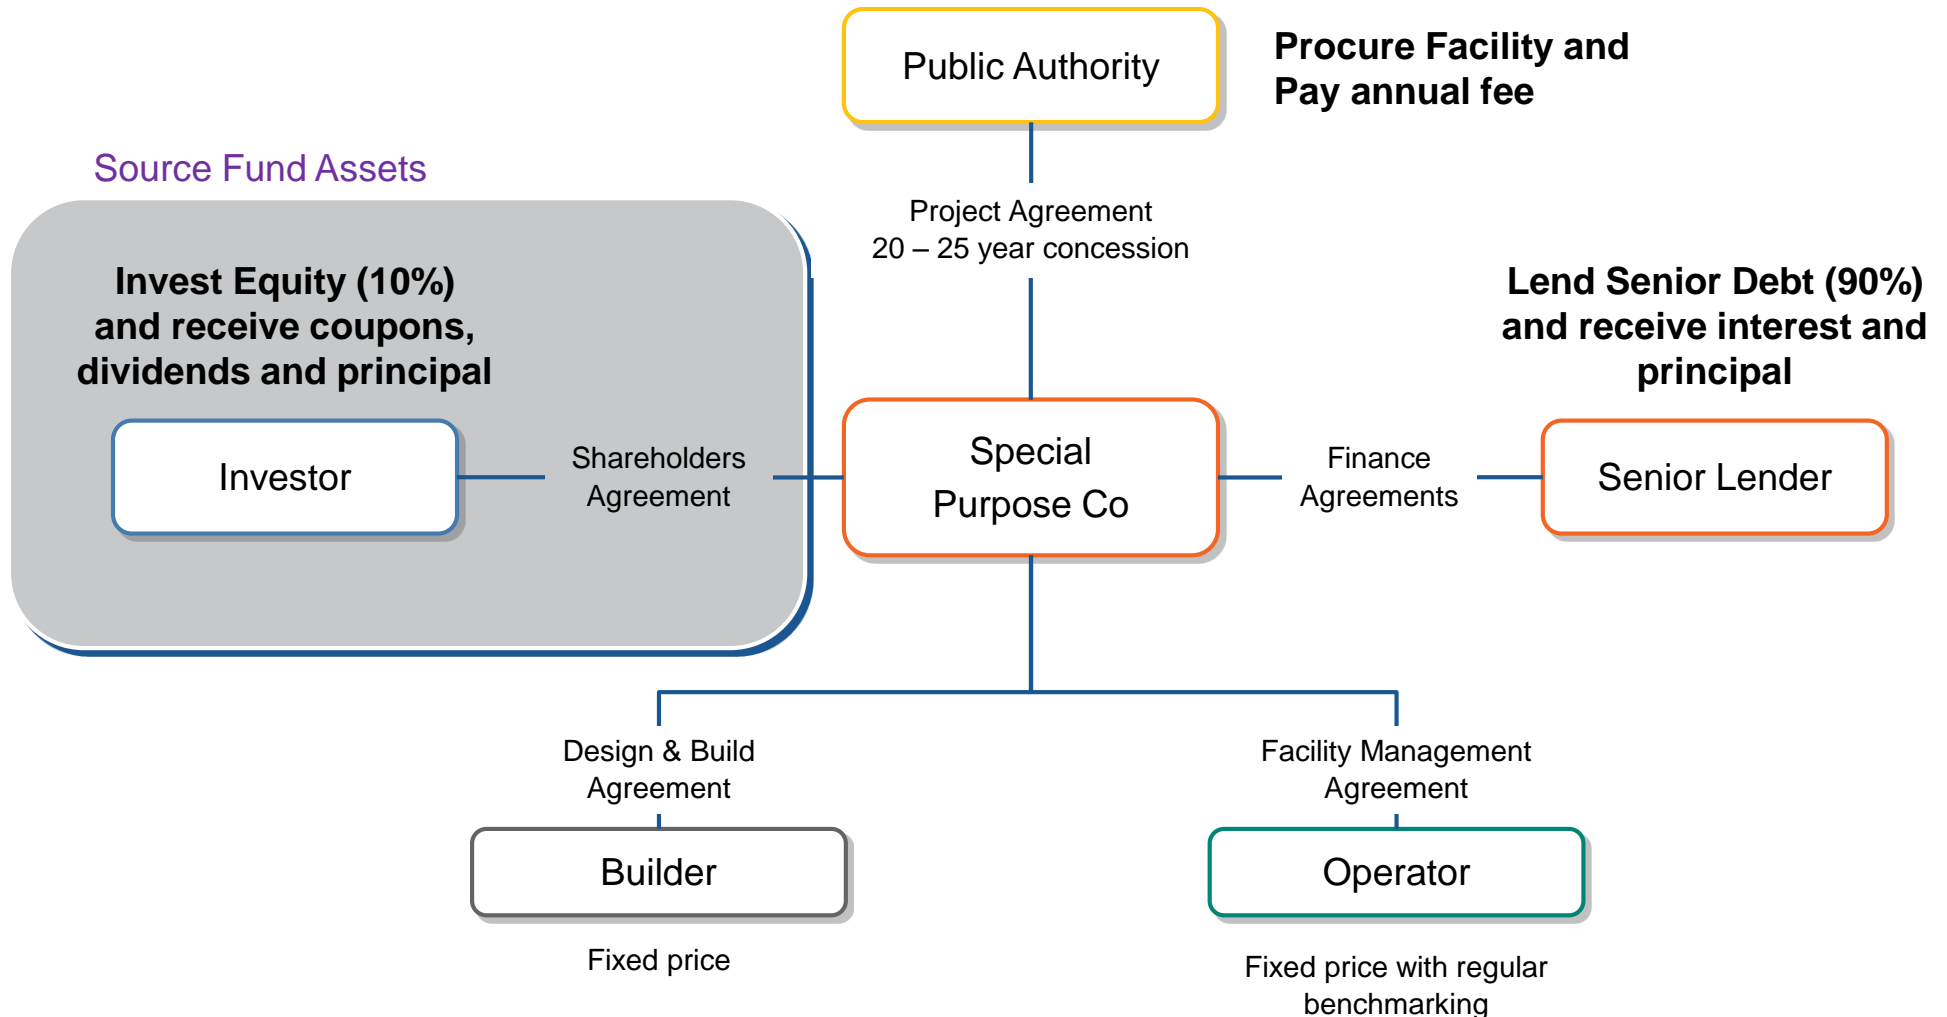 Public Authority
Procure Facility and
Pay annual fee
Source Fund Assets
Project Agreement
20 – 25 year concession
Invest Equity (10%)
and receive coupons,
dividends and principal
Lend Senior Debt (90%)
and receive interest and
principal
Investor
Shareholders
Agreement
Special
Purpose Co
Finance
Agreements
Senior Lender
Design & Build
Agreement
Facility Management
Agreement
Builder
Operator
Fixed price
Fixed price with regular
benchmarking